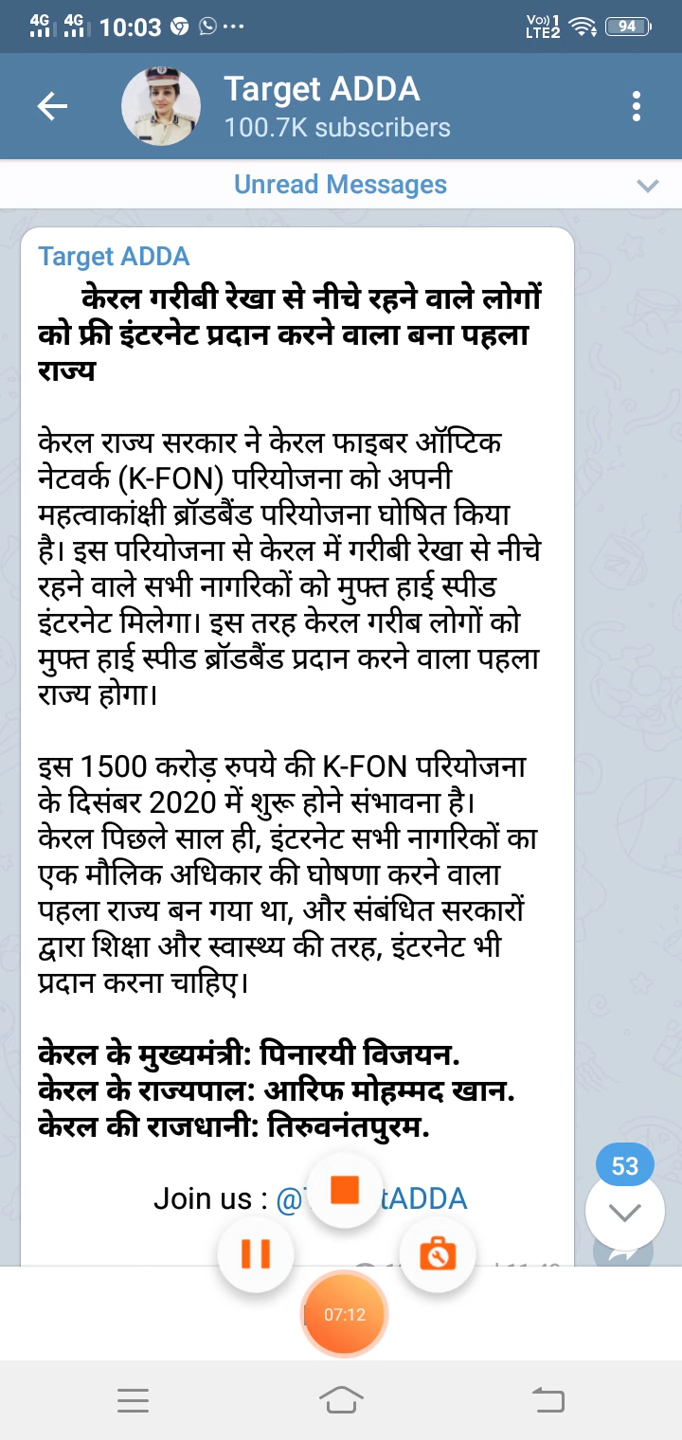 4G 4G 10:03 Vo)) 1 LTE2 94
Target ADDA
100.7K subscribers
Unread Messages
Target ADDA
केरल गरीबी रेखा से नीचे रहने वाले लोगों
को फ्री इंटरनेट प्रदान करने वाला बना पहला
राज्य
केरल राज्य सरकार ने केरल फाइबर ऑप्टिक
नेटवर्क (K-FON) परियोजना को अपनी
महत्वाकांक्षी ब्रॉडबैंड परियोजना घोषित किया
है। इस परियोजना से केरल में गरीबी रेखा से नीचे
रहने वाले सभी नागरिकों को मुफ्त हाई स्पीड
इंटरनेट मिलेगा। इस तरह केरल गरीब लोगों को
मुफ्त हाई स्पीड ब्रॉडबैंड प्रदान करने वाला पहला
राज्य होगा।
इस 1500 करोड़ रुपये की K-FON परियोजना
के दिसंबर 2020 में शुरू होने संभावना है।
केरल पिछले साल ही, इंटरनेट सभी नागरिकों का
एक मौलिक अधिकार की घोषणा करने वाला
पहला राज्य बन गया था, और संबंधित सरकारों
द्वारा शिक्षा और स्वास्थ्य की तरह, इंटरनेट भी
प्रदान करना चाहिए।
केरल के मुख्यमंत्री: पिनारयी विजयन.
केरल के राज्यपाल: आरिफ मोहम्मद खान.
केरल की राजधानी: तिरुवनंतपुरम.
53
Join us :
07:12